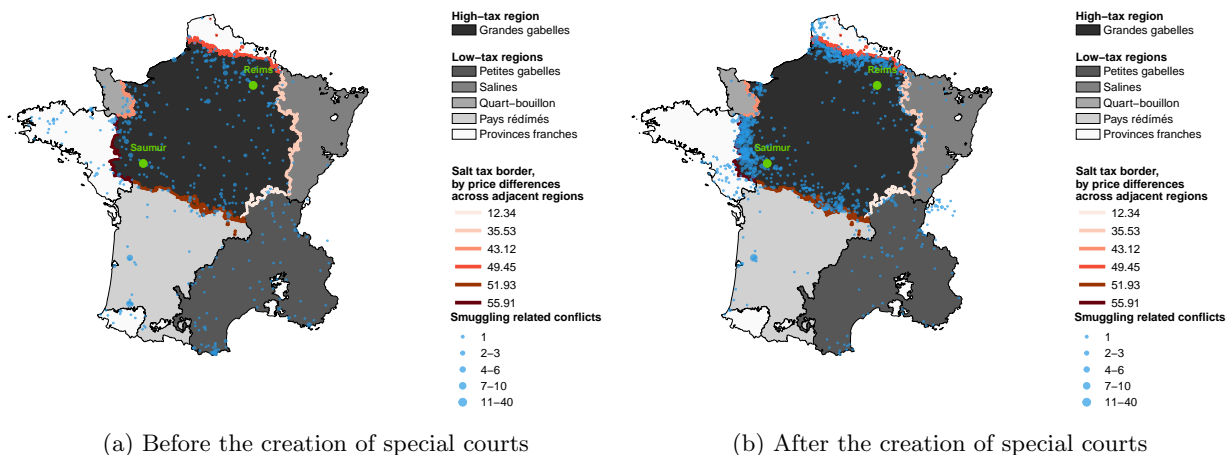 High–tax region
Grandes gabelles
Low–tax regions
Petites gabelles
Salines
Quart–bouillon
Pays rédimés
Provinces franches
Salt tax border,
by price differences
across adjacent regions
12.34
35.53
43.12
49.45
51.93
55.91
Smuggling related conflicts
1
2–3
4–6
7–10
11–40
Reims
Saumur
(a) Before the creation of special courts
High–tax region
Grandes gabelles
Low–tax regions
Petites gabelles
Salines
Quart–bouillon
Pays rédimés
Provinces franches
Salt tax border,
by price differences
across adjacent regions
12.34
35.53
43.12
49.45
51.93
55.91
Smuggling related conflicts
1
2–3
4–6
7–10
11–40
Reims
Saumur
(b) After the creation of special courts